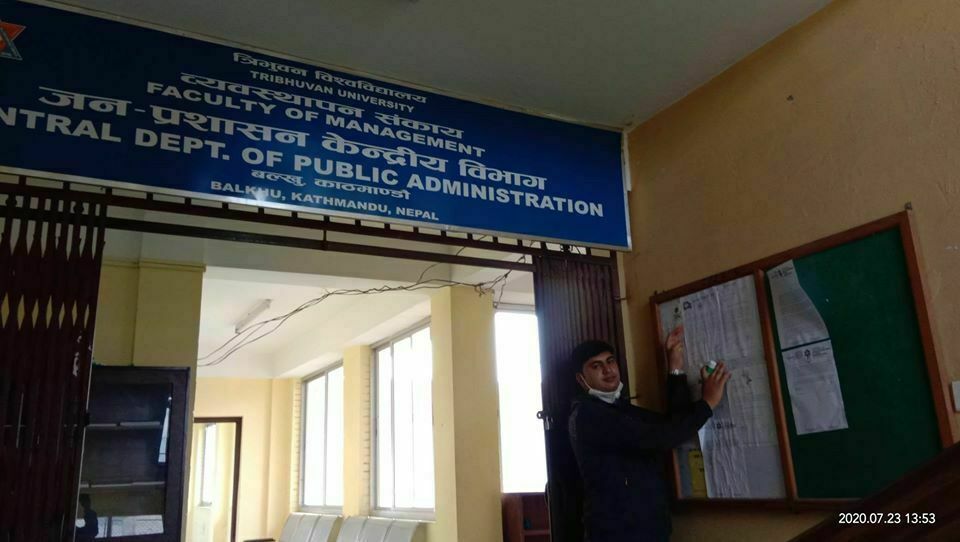 त्रिभुवन विश्वविद्यालय
TRIBHUVAN UNIVERSITY
व्यवस्थापन संकाय
FACULTY OF MANAGEMENT
जन-प्रशासन केन्द्रीय विभाग
NTRAL DEPT. OF PUBLIC ADMINISTRATION
बल्खु, काठमाण्डौ
BALKHU, KATHMANDU, NEPAL
2020.07.23 13:53